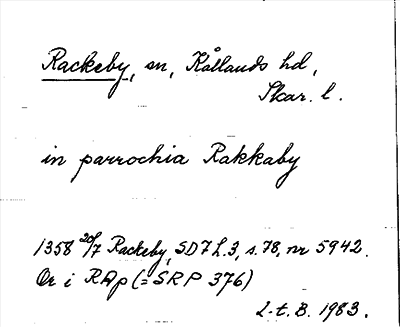 Rackeby, sn, Kållands hd,
Skar. l.
in parrochia Rakkaby
1358 20/7 Rackeby, SD7 h.3, s.78, nr 5942.
Or i RAp (=SRP 376)
L-t. B. 1983.